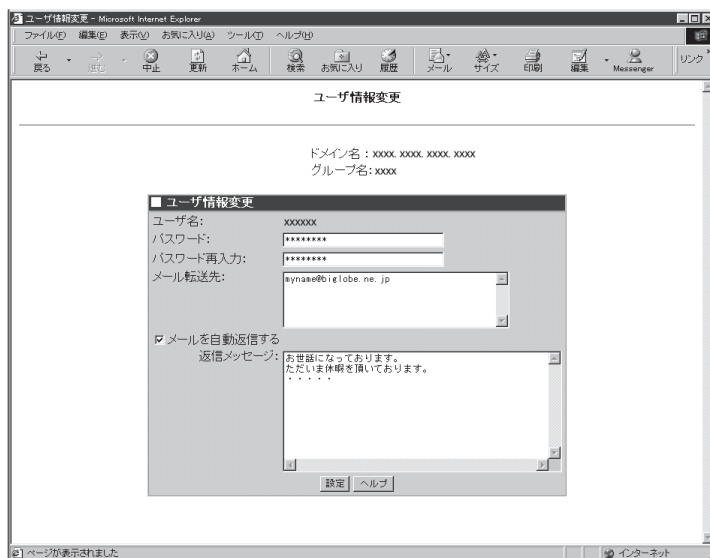 ユーザ情報変更 - Microsoft Internet Explorer
ファイル(F) 編集(E) 表示(V) お気に入り(A) ツール(T) ヘルプ(H)
戻る 進む 中止 更新 ホーム 検索 お気に入り 履歴 メール サイズ 印刷 編集 Messenger リンク
ユーザ情報変更
ドメイン名：xxxx.xxxx.xxxx.xxxx
グループ名：xxxx
ユーザ情報変更
ユーザ名: xxxxxx
パスワード: ********
パスワード再入力: ********
メール転送先: myname@biglobe.ne.jp
メールを自動返信する
返信メッセージ: お世話になっております。
ただいま休暇を頂いております。
・・・・・
設定 ヘルプ
ページが表示されました インターネット